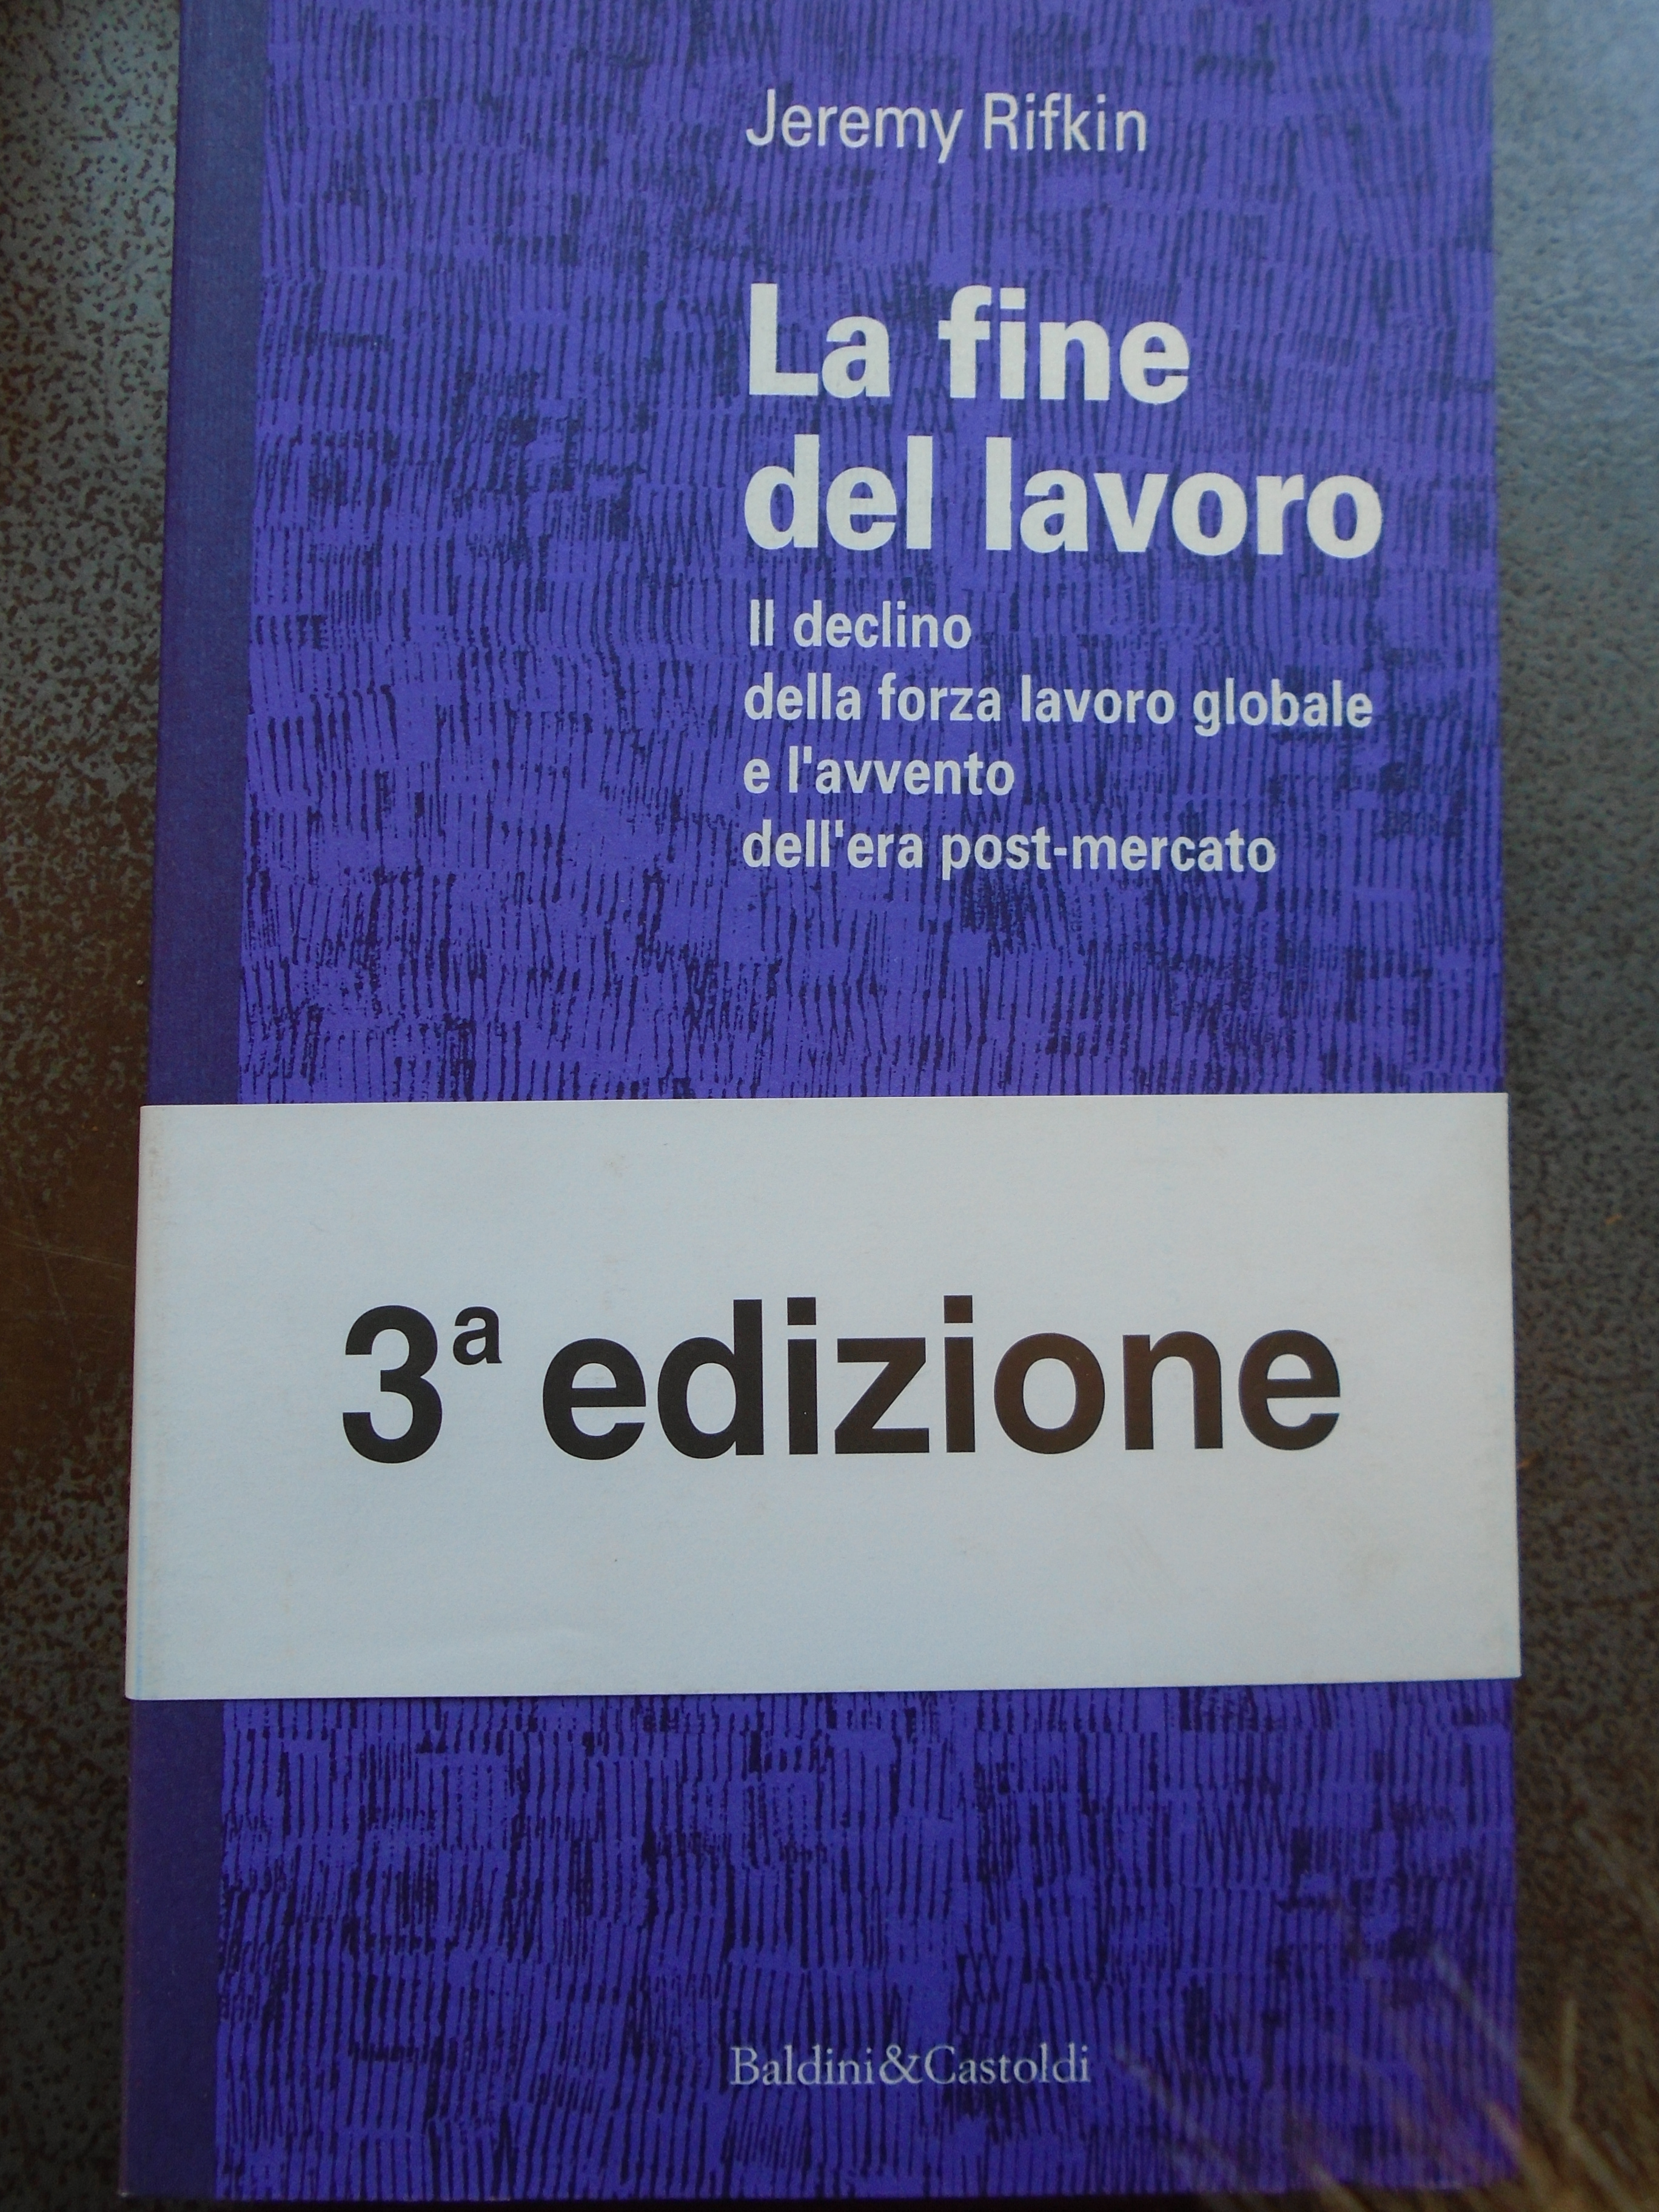 Jeremy Rifkin
La fine
del lavoro
Il declino
della forza lavoro globale
e l'avvento
dell'era post-mercato
3ª edizione
Baldini&Castoldi